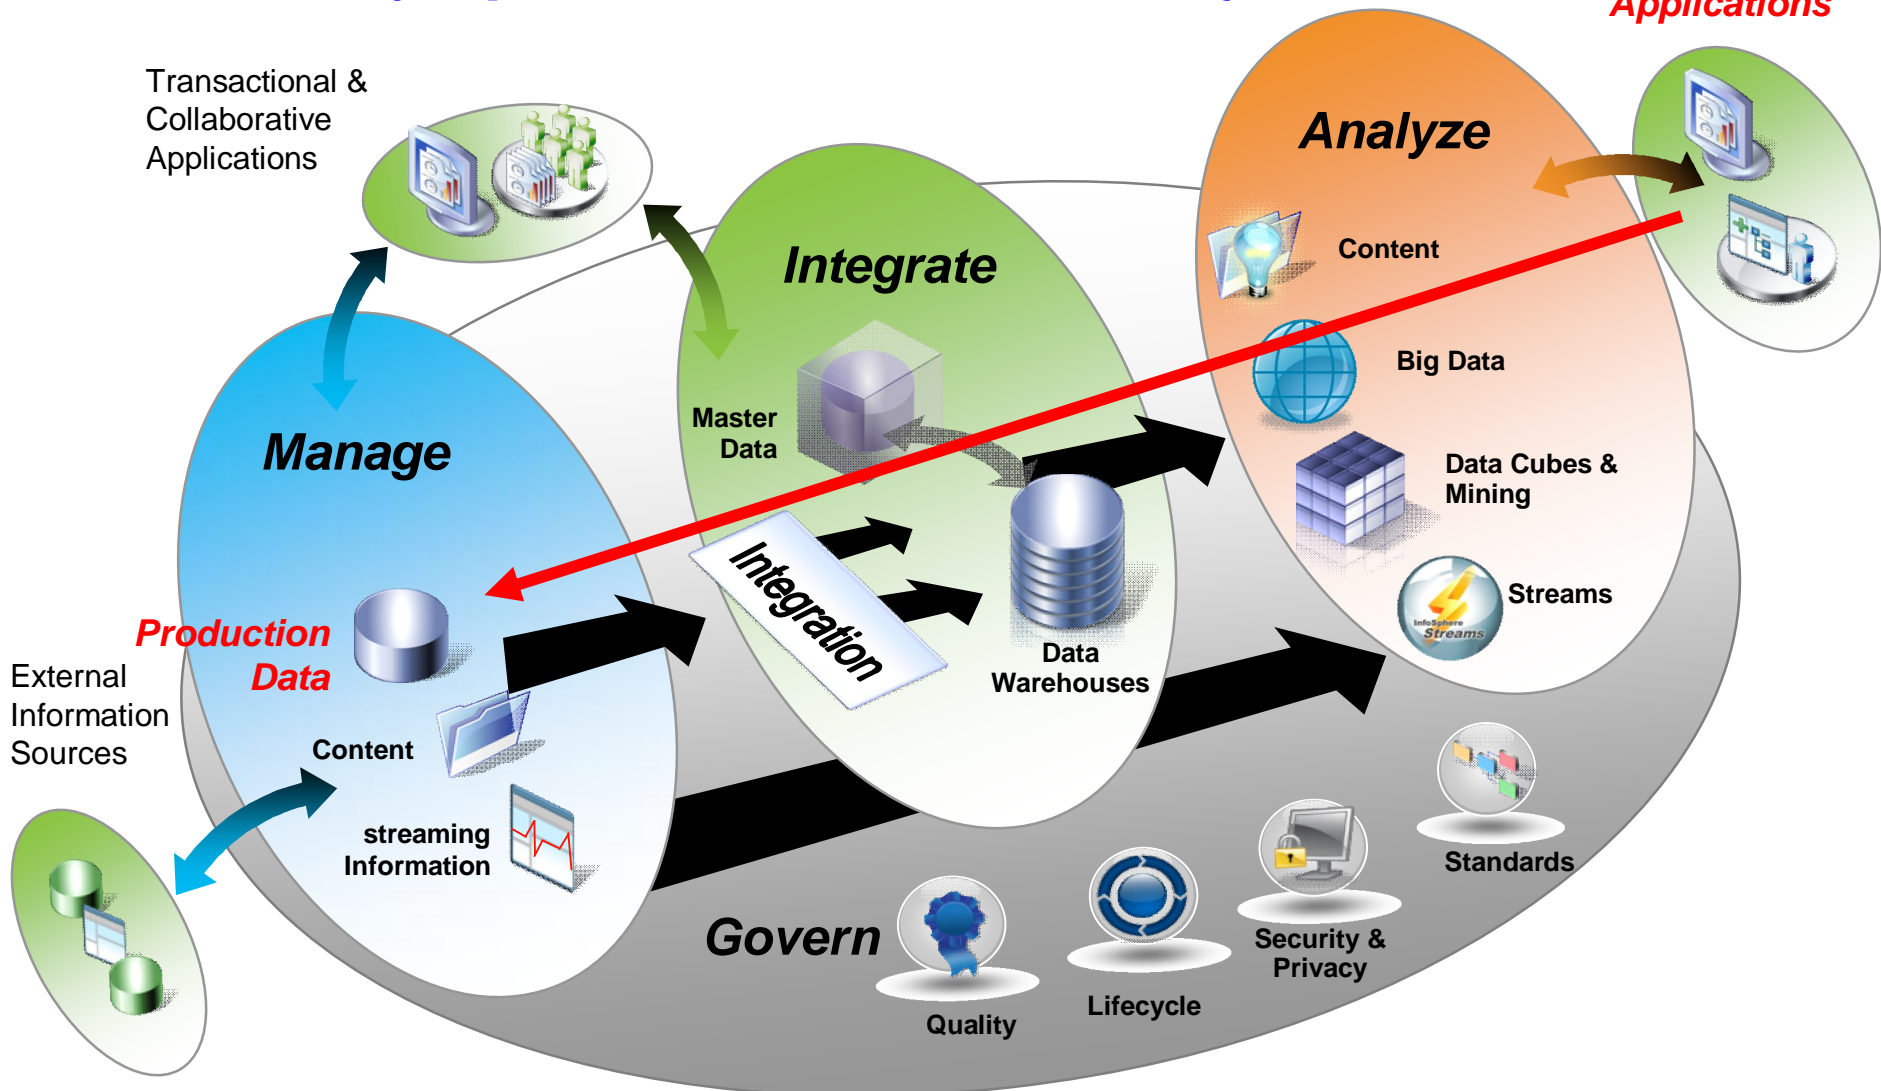 Applications
Transactional &
Collaborative
Applications
Analyze
Integrate
Content
Big Data
Master
Data
Manage
Data Cubes &
Mining
Integration
Streams
InfoSphere
Streams
Production
Data
Data
Warehouses
External
Information
Sources
Content
streaming
Information
Standards
Govern
Security &
Privacy
Lifecycle
Quality